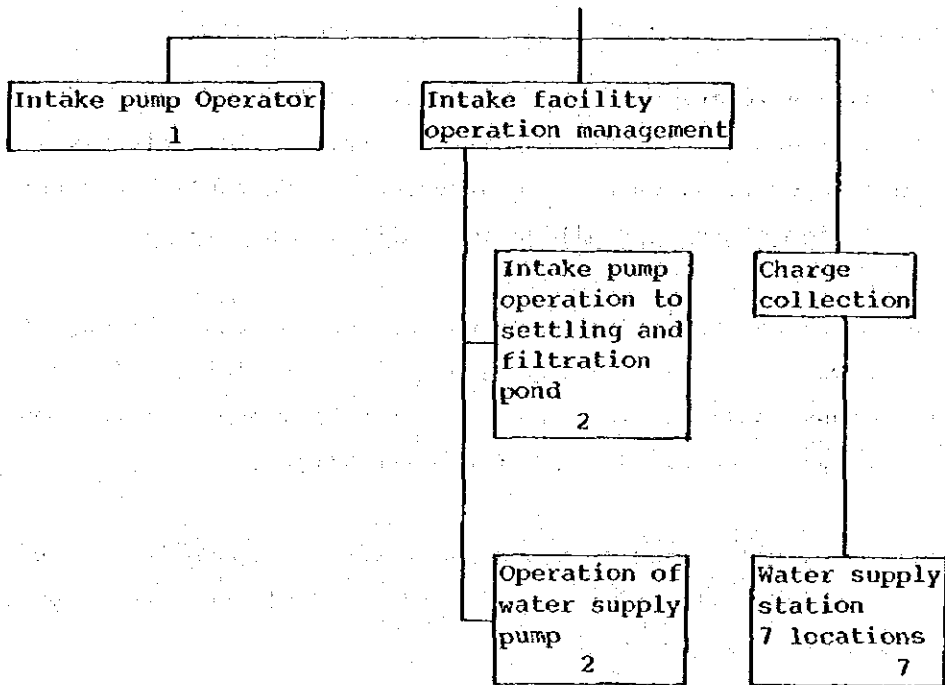 Intake pump Operator
1
Intake facility
operation management
Intake pump
operation to
settling and
filtration
pond
2
Charge
collection
Operation of
water supply
pump
2
Water supply
station
7 locations
7